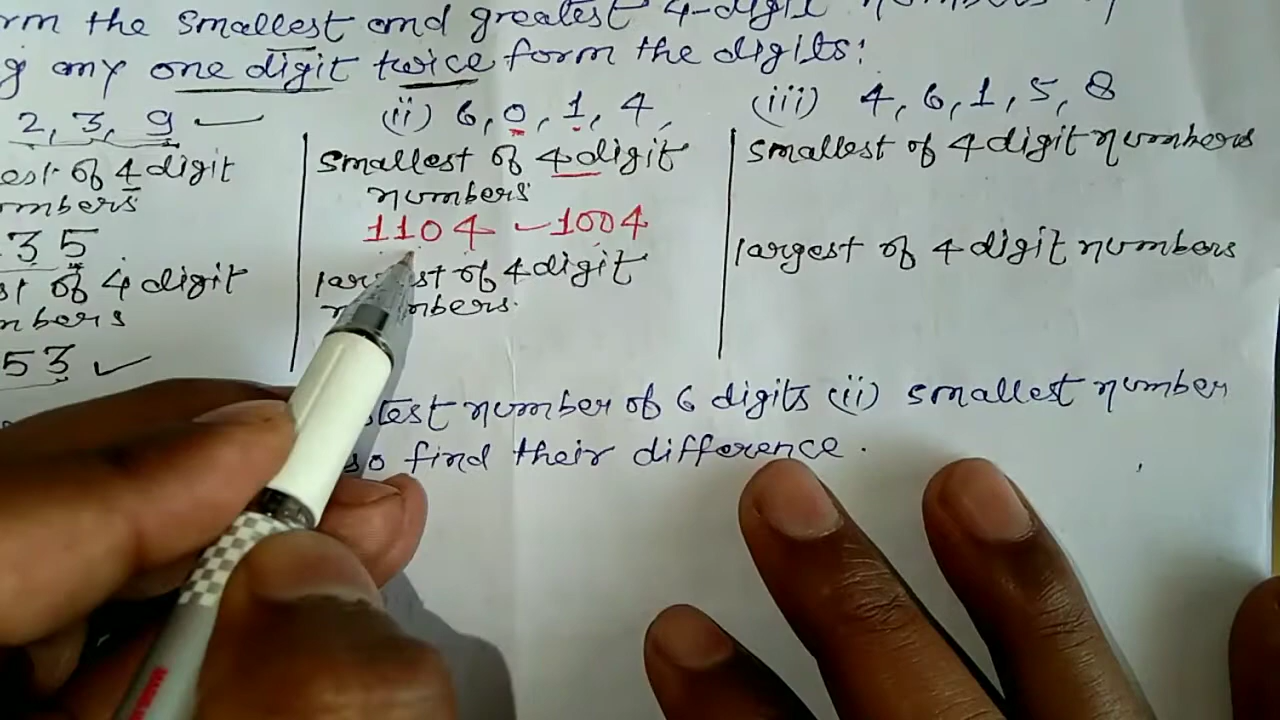 rm the smallest and greatest 4-digit numbers
g any one digit twice form the digits:
2, 3, 9
(ii) 6, 0, 1, 4,
(iii) 4, 6, 1, 5, 8
est of 4 digit
mbers
35
st of 4 digit
mbers
53
smallest of 4 digit
numbers
1104 - 1004
largest of 4 digit
numbers.
smallest of 4 digit numbers
largest of 4 digit numbers
test number of 6 digits (ii) smallest number
so find their difference.